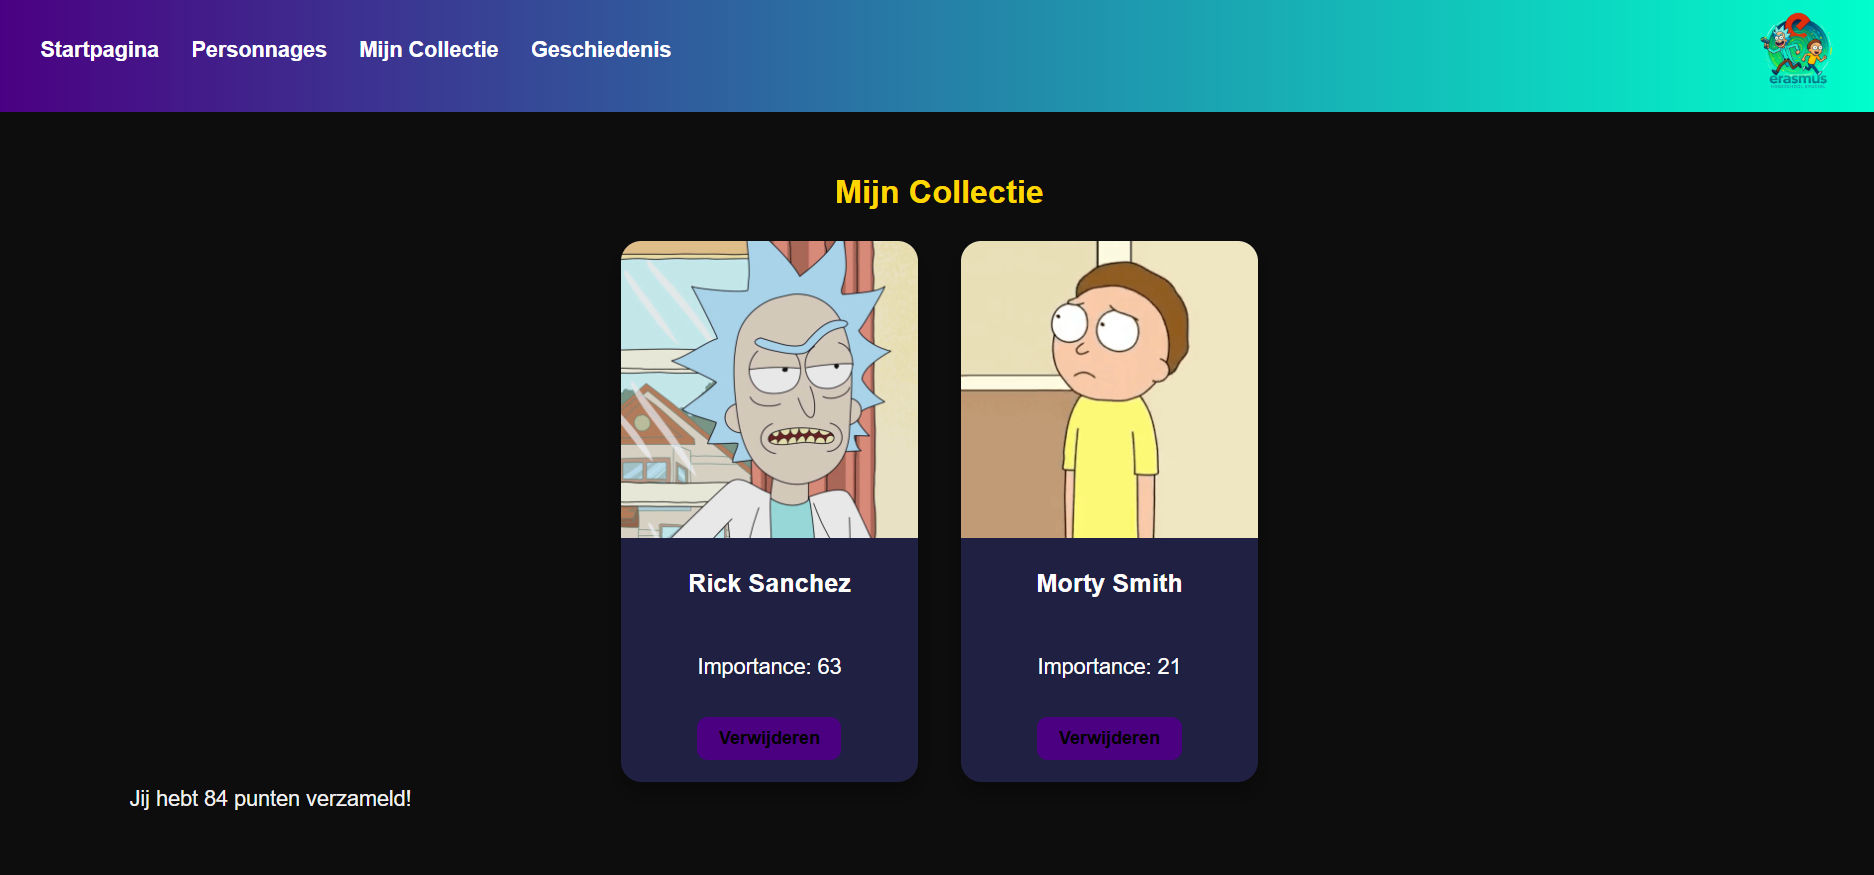 Startpagina Personnages Mijn Collectie Geschiedenis
e
erasmus
Mijn Collectie
Rick Sanchez
Morty Smith
Importance: 63
Importance: 21
Verwijderen
Verwijderen
Jij hebt 84 punten verzameld!